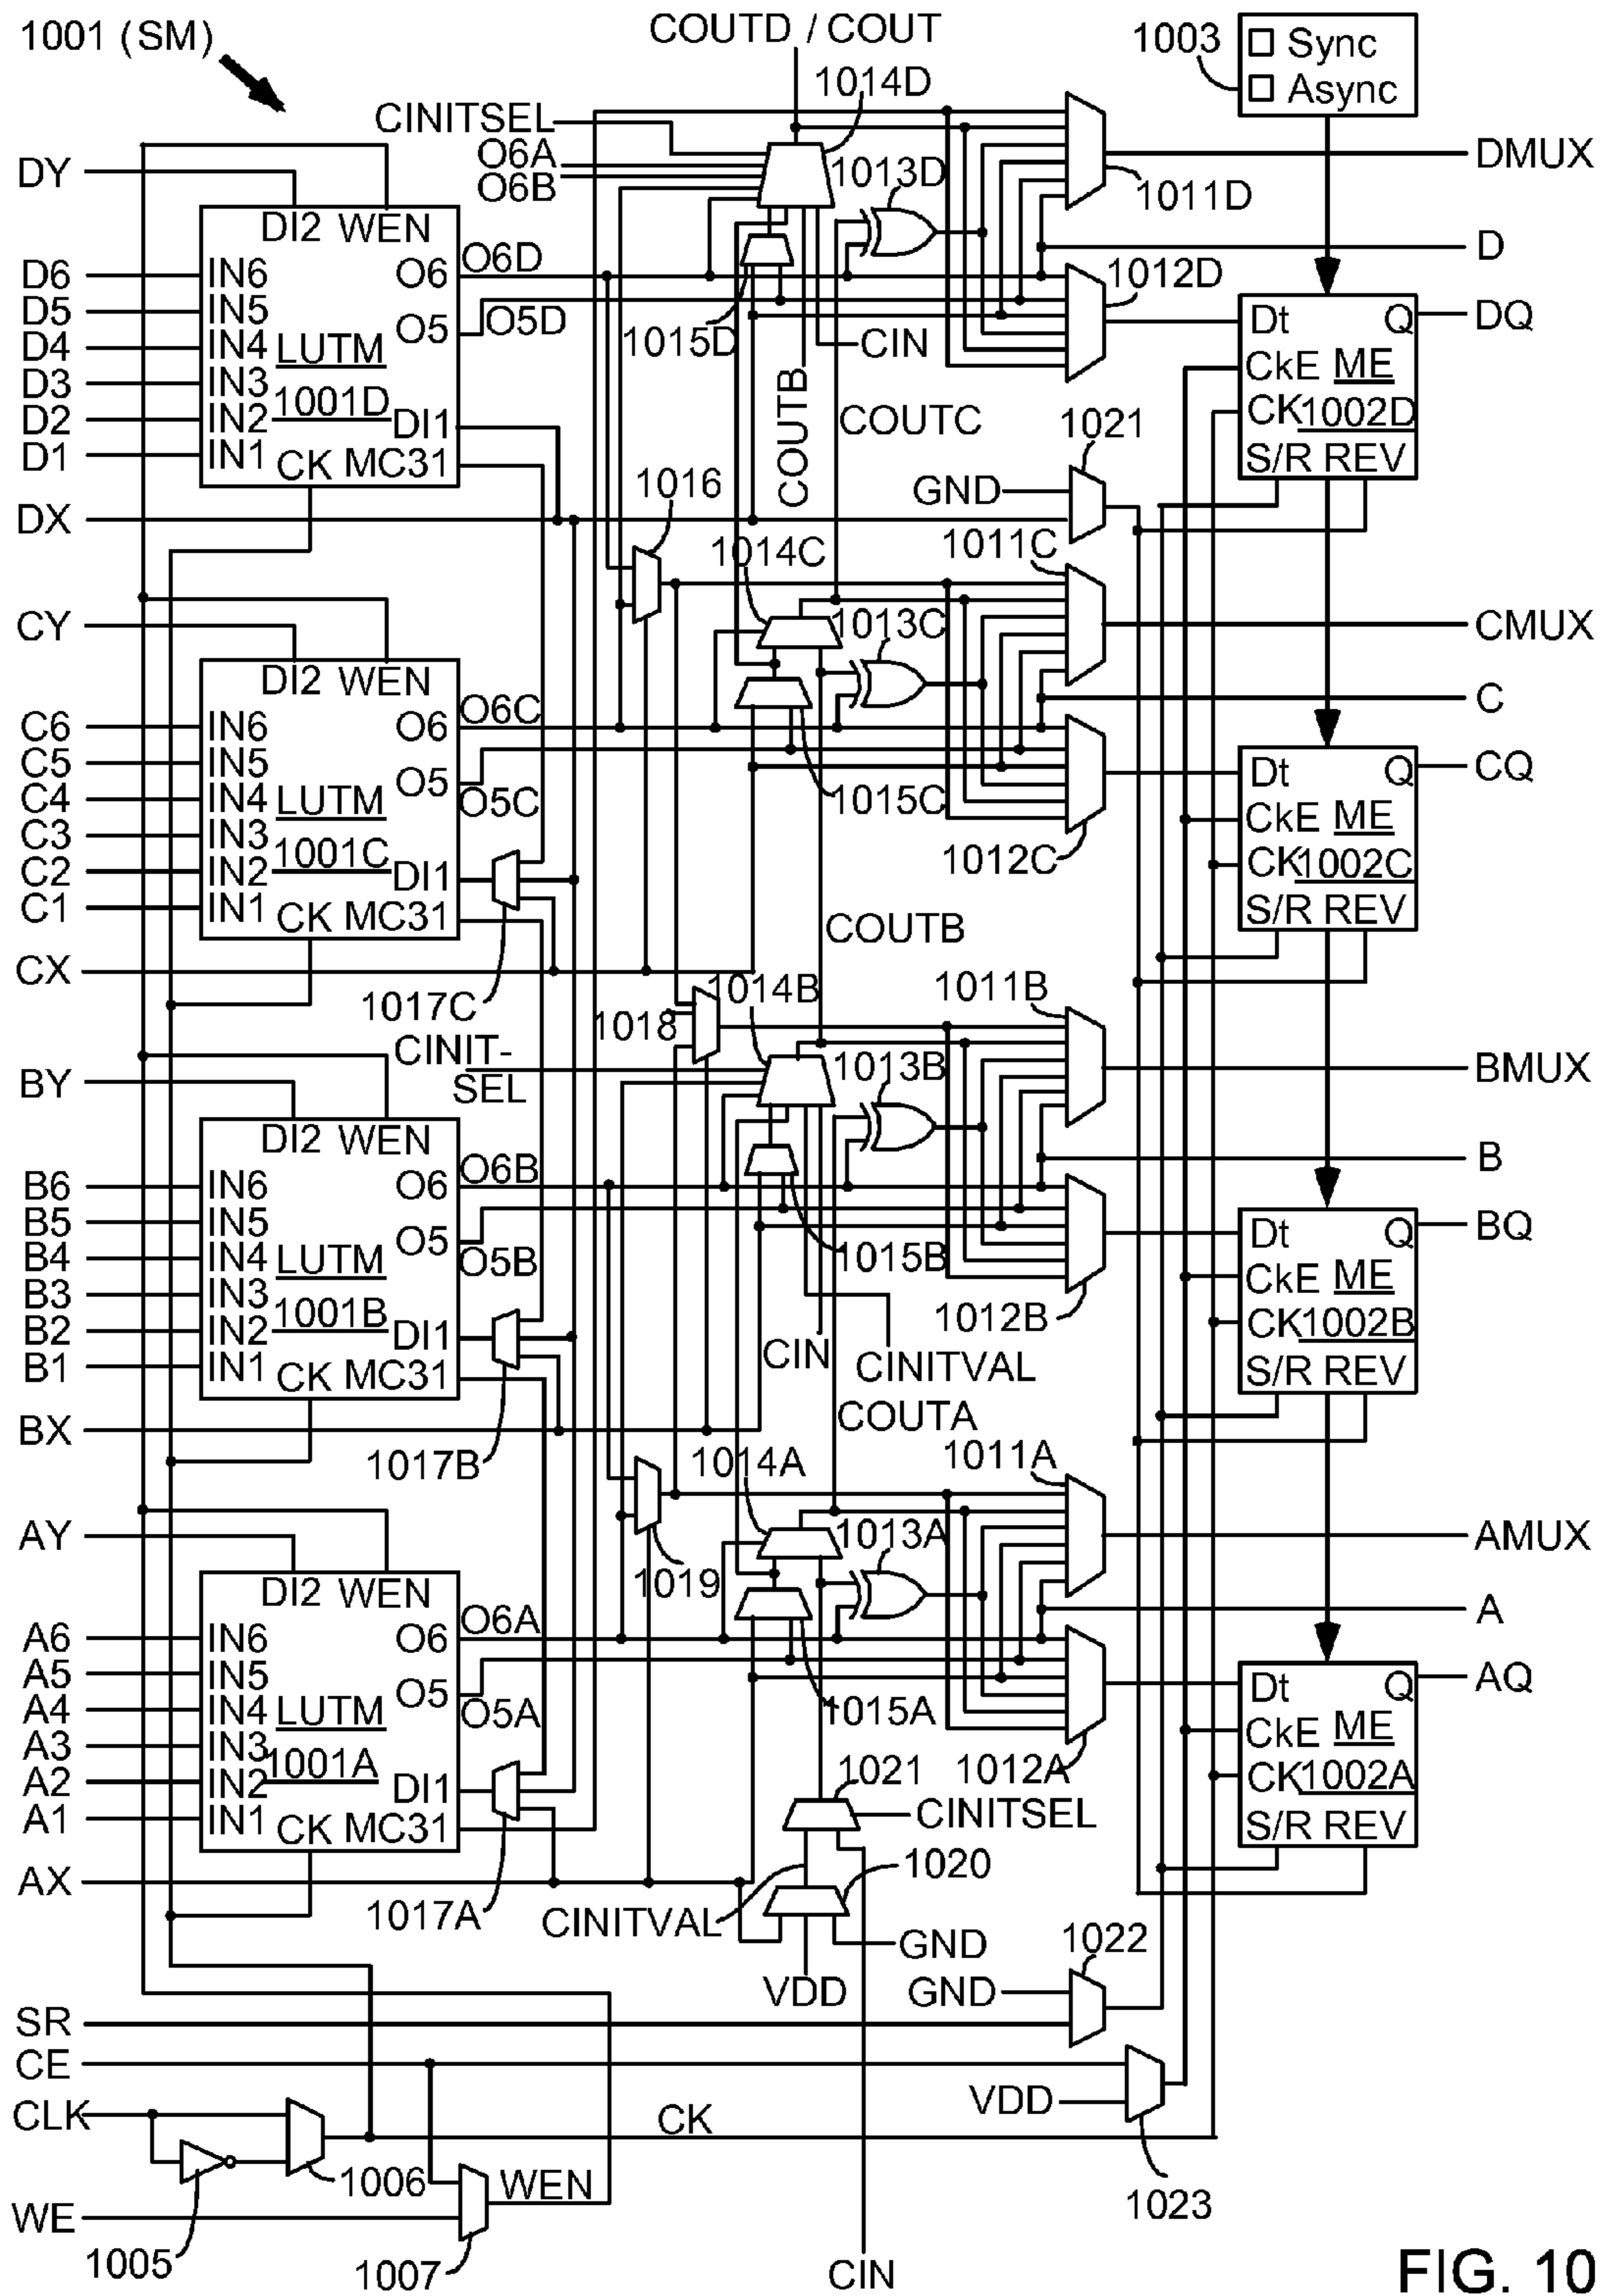 1001 (SM)
COUTD / COUT
1003
Sync
Async
1014D
CINITSEL
O6A
O6B
1013D
DMUX
1011D
DY
DI2 WEN
D
D6 IN6 O6 O6D
1012D
D5 IN5
O5 O5D
Dt Q DQ
D4 IN4 LUTM
1015D
CIN
CkE ME
D3 IN3
D2 IN2 1001D DI1
COUTB
COUTC
CK 1002D
D1 IN1 CK MC31
1021
S/R REV
1016
GND
DX
1014C
1011C
CY
1013C
CMUX
DI2 WEN
C
C6 IN6 O6 O6C
C5 IN5
O5 O5C
Dt Q CQ
C4 IN4 LUTM
1015C
CkE ME
C3 IN3
C2 IN2 1001C DI1
1012C
CK 1002C
C1 IN1 CK MC31
S/R REV
COUTB
CX
1017C
1014B
1011B
1018
CINIT-
SEL
1013B
BMUX
BY
DI2 WEN
B
B6 IN6 O6 O6B
B5 IN5
O5 O5B
1015B
Dt Q BQ
B4 IN4 LUTM
CkE ME
B3 IN3
B2 IN2 1001B DI1
1012B
CK 1002B
B1 IN1 CK MC31
CIN
CINITVAL
S/R REV
COUTA
BX
1017B
1014A
1011A
AY
1013A
AMUX
1019
DI2 WEN
A
A6 IN6 O6 O6A
A5 IN5
O5 O5A
Dt Q AQ
A4 IN4 LUTM
1015A
CkE ME
A3 IN3
1001A
A2 IN2 DI1
1021
1012A
CK 1002A
A1 IN1 CK MC31
CINITSEL
S/R REV
1020
AX
1017A
CINITVAL
GND
1022
VDD
GND
SR
CE
VDD
CLK
CK
1006
WEN
1023
WE
1005
1007
CIN
FIG. 10